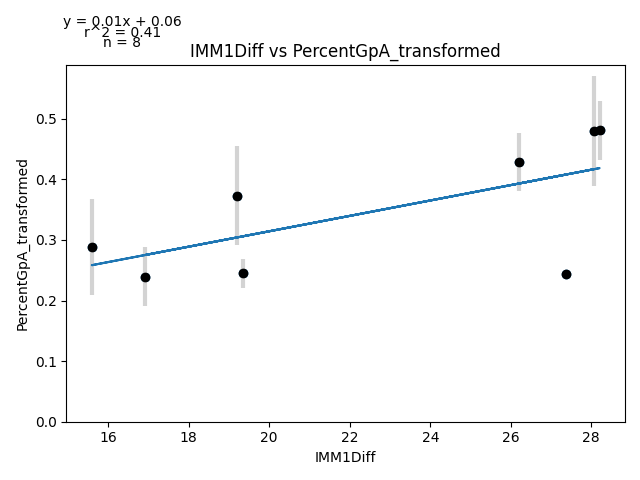 y = 0.01x + 0.06
r^2 = 0.41
n = 8
IMM1Diff vs PercentGpA_transformed
PercentGpA_transformed
0.5
0.4
0.3
0.2
0.1
0.0
16 18 20 22 24 26 28
IMM1Diff